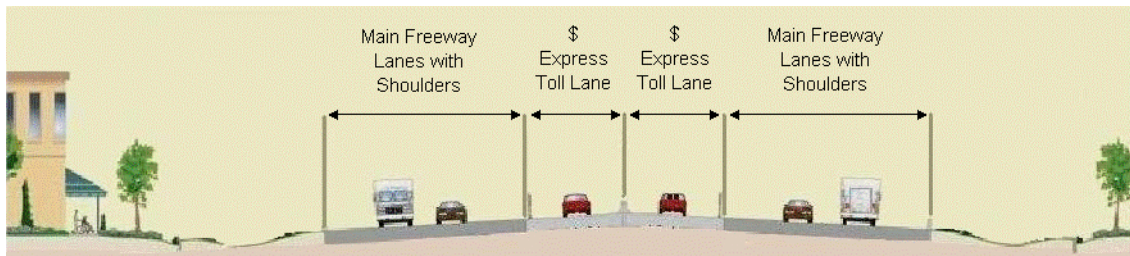 Main Freeway
Lanes with
Shoulders
$
Express
Toll Lane
$
Express
Toll Lane
Main Freeway
Lanes with
Shoulders